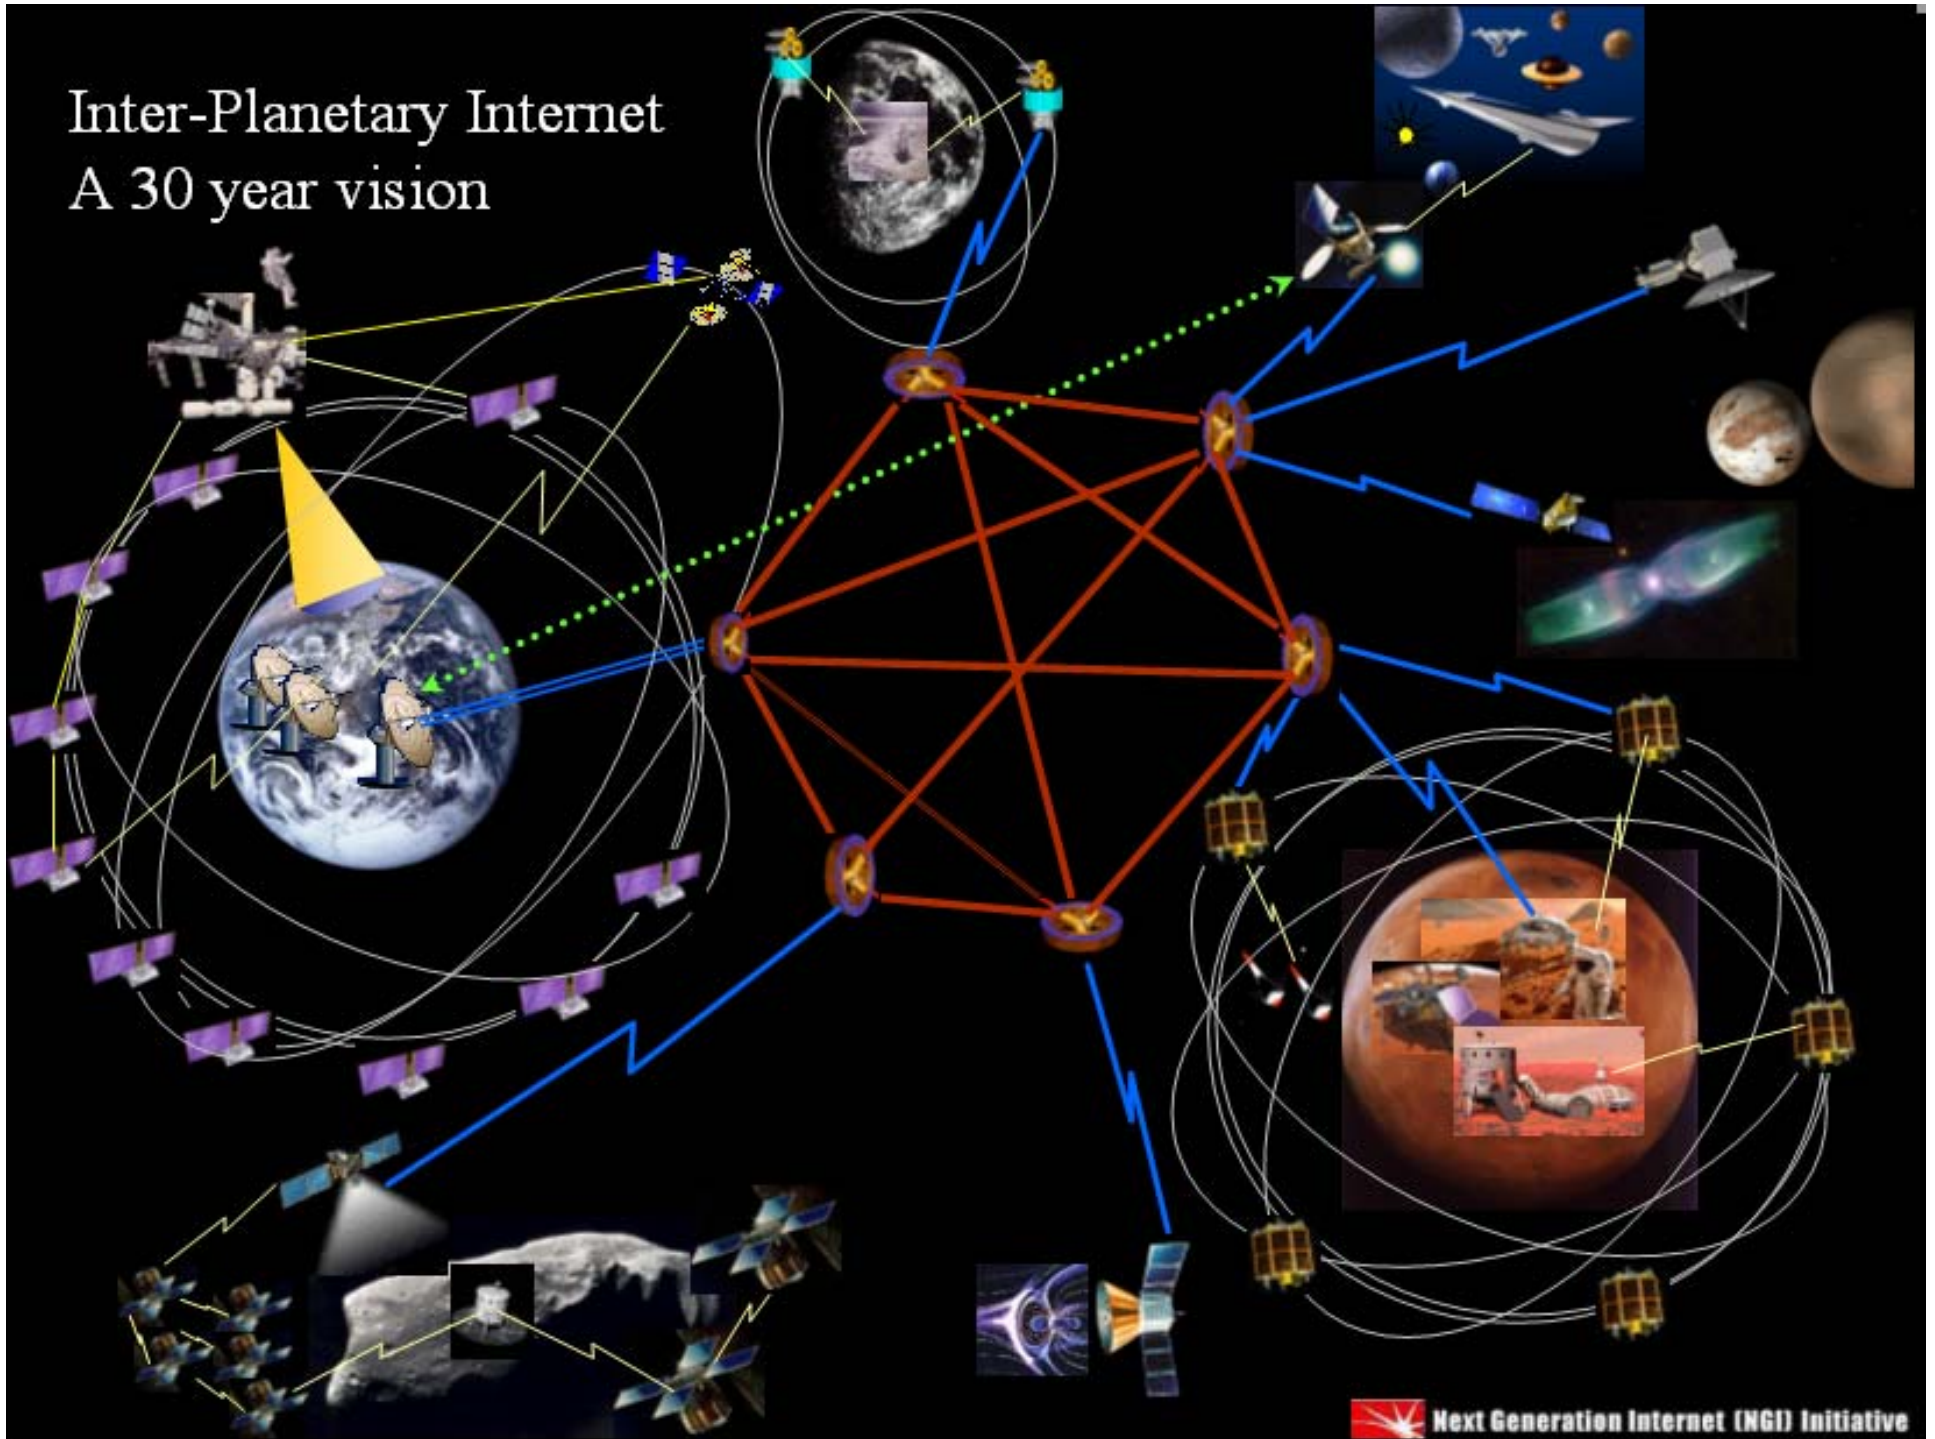 Inter-Planetary Internet
A 30 year vision
Next Generation Internet (NGI) Initiative